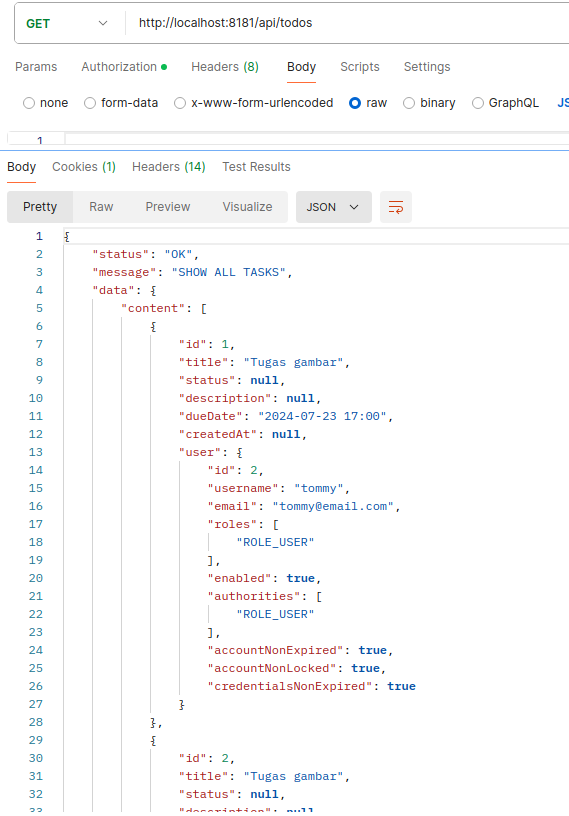 GET http://localhost:8181/api/todos
Params Authorization Headers (8) Body Scripts Settings
none form-data x-www-form-urlencoded raw binary GraphQL JS
1
Body Cookies (1) Headers (14) Test Results
Pretty Raw Preview Visualize JSON
1 {
2 "status": "OK",
3 "message": "SHOW ALL TASKS",
4 "data": {
5 "content": [
6 {
7 "id": 1,
8 "title": "Tugas gambar",
9 "status": null,
10 "description": null,
11 "dueDate": "2024-07-23 17:00",
12 "createdAt": null,
13 "user": {
14 "id": 2,
15 "username": "tommy",
16 "email": "tommy@email.com",
17 "roles": [
18 "ROLE_USER"
19 ],
20 "enabled": true,
21 "authorities": [
22 "ROLE_USER"
23 ],
24 "accountNonExpired": true,
25 "accountNonLocked": true,
26 "credentialsNonExpired": true
27 }
28 },
29 {
30 "id": 2,
31 "title": "Tugas gambar",
32 "status": null,
33 "description": null,